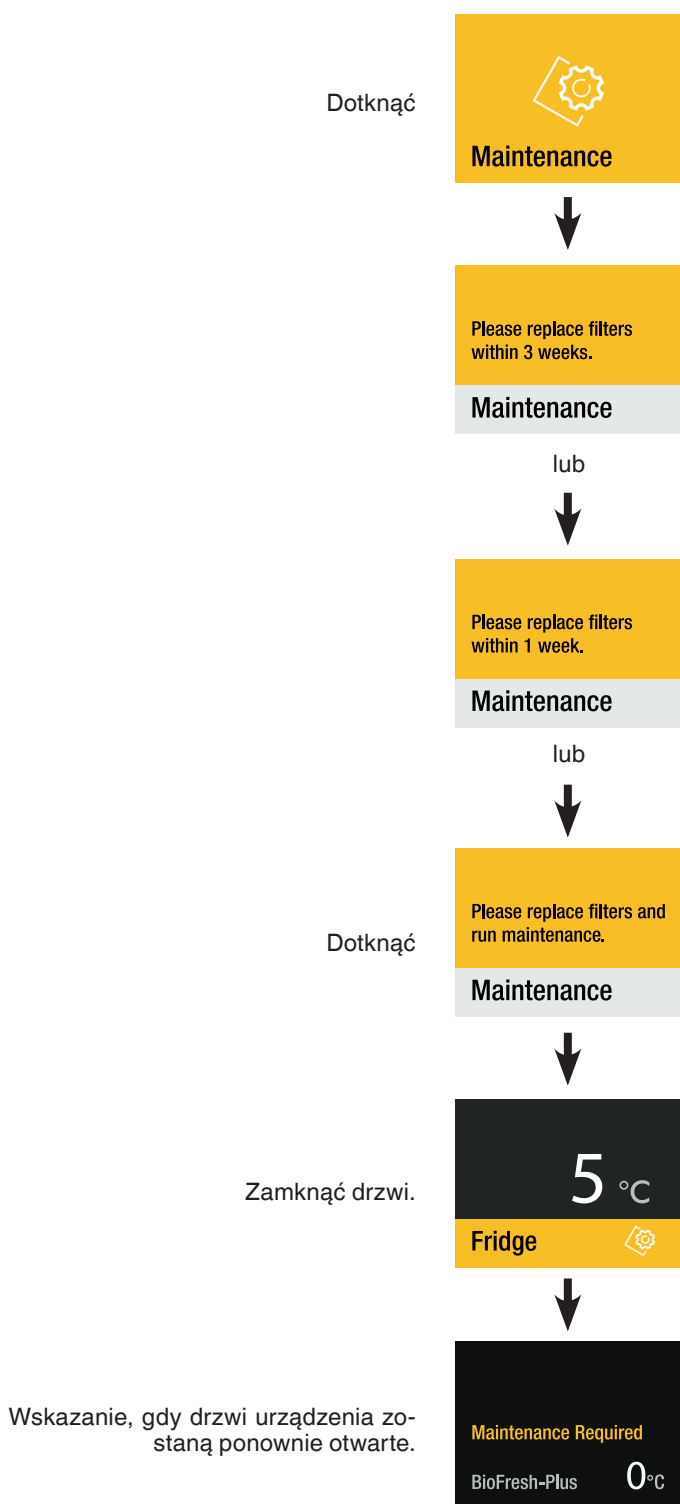 Dotknąć
Maintenance
Please replace filters
within 3 weeks.
Maintenance
lub
Please replace filters
within 1 week.
Maintenance
lub
Dotknąć
Please replace filters and
run maintenance.
Maintenance
Zamknąć drzwi.
5 °C
Fridge
Wskazanie, gdy drzwi urządzenia zo-
staną ponownie otwarte.
Maintenance Required
BioFresh-Plus 0°C